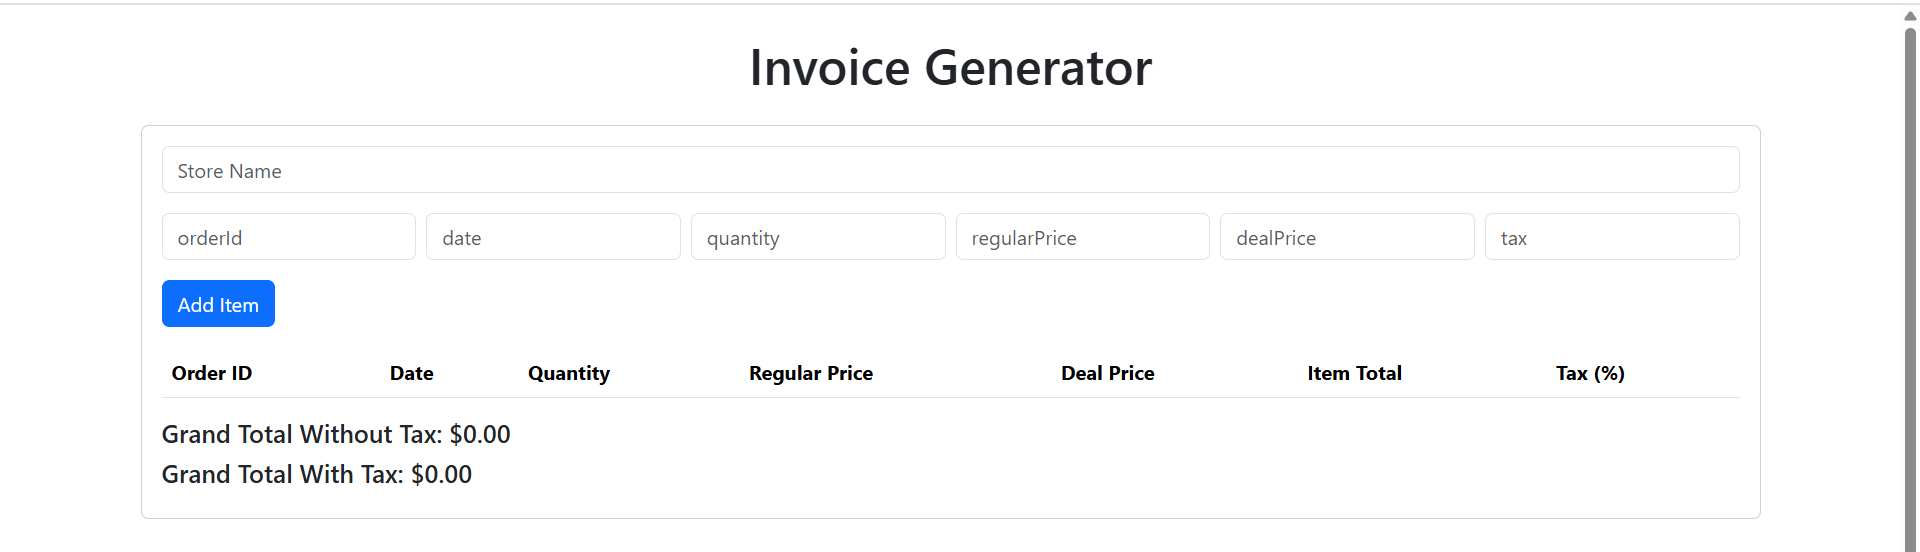 Invoice Generator
Store Name
orderId date quantity regularPrice dealPrice tax
Add Item
Order ID Date Quantity Regular Price Deal Price Item Total Tax (%)
Grand Total Without Tax: $0.00
Grand Total With Tax: $0.00